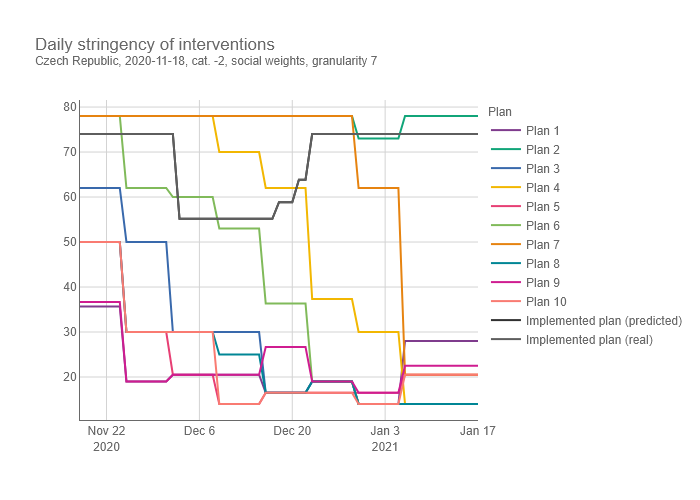 Daily stringency of interventions
Czech Republic, 2020-11-18, cat. -2, social weights, granularity 7
80
70
60
50
40
30
20
Nov 22
2020
Dec 6
Dec 20
Jan 3
2021
Jan 17
Plan
Plan 1
Plan 2
Plan 3
Plan 4
Plan 5
Plan 6
Plan 7
Plan 8
Plan 9
Plan 10
Implemented plan (predicted)
Implemented plan (real)